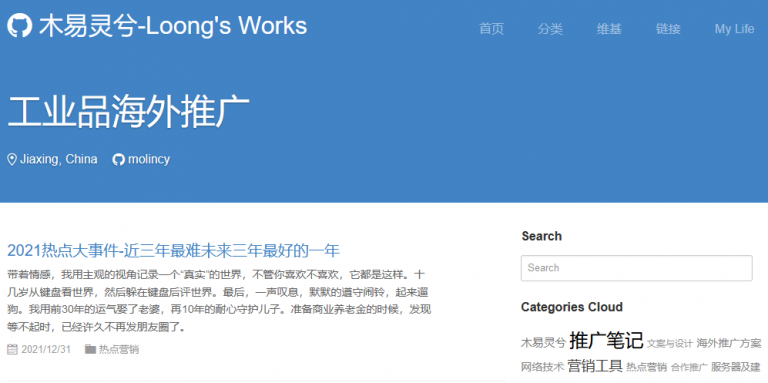 木易灵兮-Loong's Works
首页 分类 维基 链接 My Life
工业品海外推广
Jiaxing, China molincy
2021热点大事件-近三年最难未来三年最好的一年
带着情感，我用主观的视角记录一个“真实”的世界，不管你喜欢不喜欢，它都是这样。十
几岁从键盘看世界，然后躲在键盘后评世界。最后，一声叹息，默默的遵守闹铃，起来遛
狗。我用前30年的运气娶了老婆，再10年的耐心守护儿子。准备商业养老金的时候，发现
等不起时，已经许久不再发朋友圈了。
2021/12/31 热点营销
Search
Search
Categories Cloud
木易灵兮 推广笔记 文案与设计 海外推广方案
网络技术 营销工具 热点营销 合作推广 服务器及建